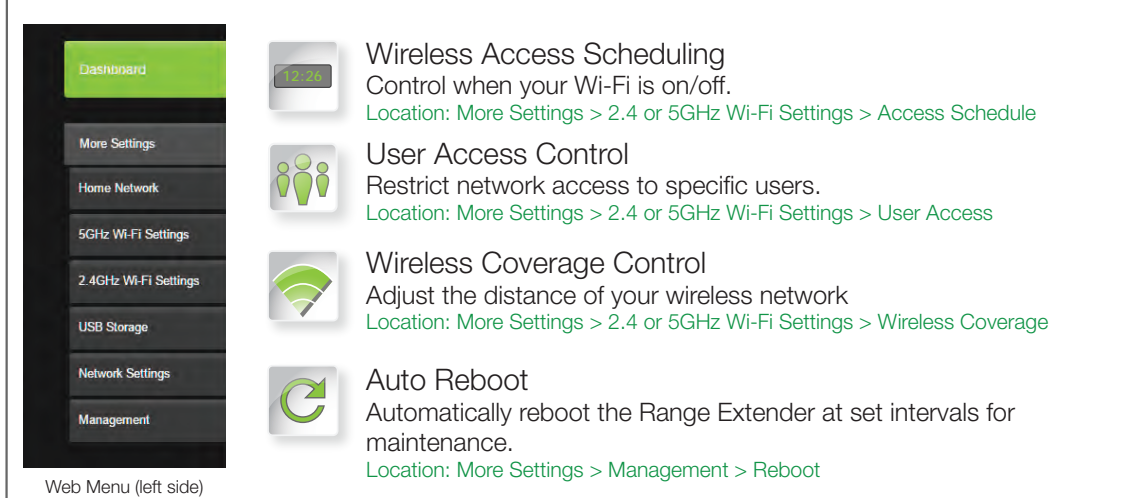 Dashboard
More Settings
Home Network
5GHz Wi-Fi Settings
2.4GHz Wi-Fi Settings
USB Storage
Network Settings
Management
Web Menu (left side)
12:26
Wireless Access Scheduling
Control when your Wi-Fi is on/off.
Location: More Settings > 2.4 or 5GHz Wi-Fi Settings > Access Schedule
User Access Control
Restrict network access to specific users.
Location: More Settings > 2.4 or 5GHz Wi-Fi Settings > User Access
Wireless Coverage Control
Adjust the distance of your wireless network
Location: More Settings > 2.4 or 5GHz Wi-Fi Settings > Wireless Coverage
Auto Reboot
Automatically reboot the Range Extender at set intervals for
maintenance.
Location: More Settings > Management > Reboot